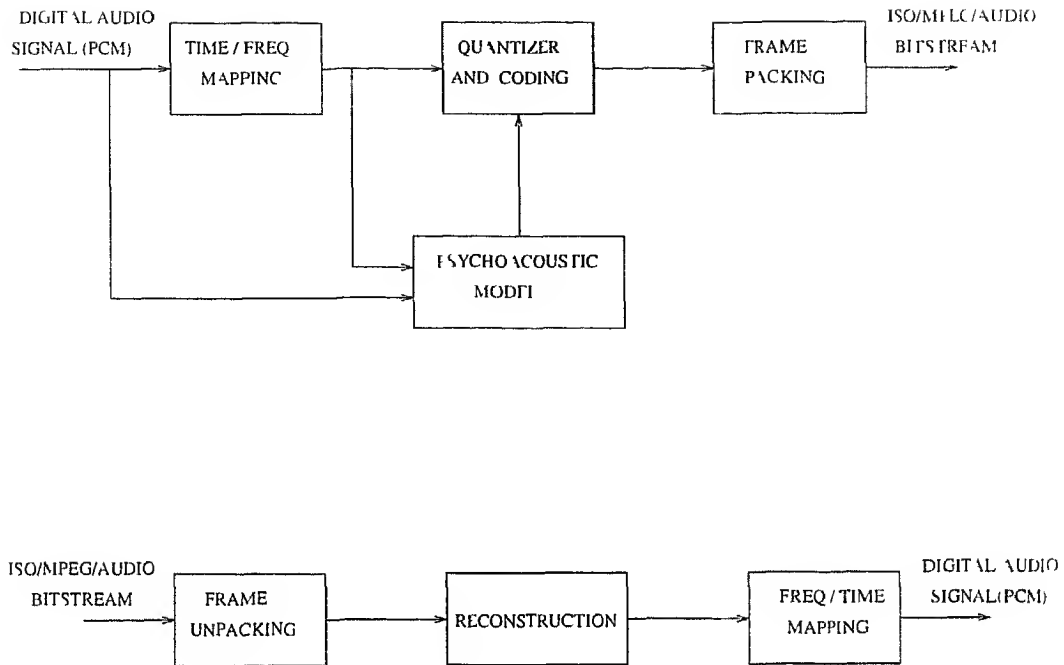 DIGITAL AUDIO
SIGNAL (PCM)
TIME / FREQ
MAPPING
QUANTIZER
AND CODING
FRAME
PACKING
ISO/MPEG/AUDIO
BITSTREAM
PSYCHOACOUSTIC
MODEL
ISO/MPEG/AUDIO
BITSTREAM
FRAME
UNPACKING
RECONSTRUCTION
FREQ / TIME
MAPPING
DIGITAL AUDIO
SIGNAL(PCM)